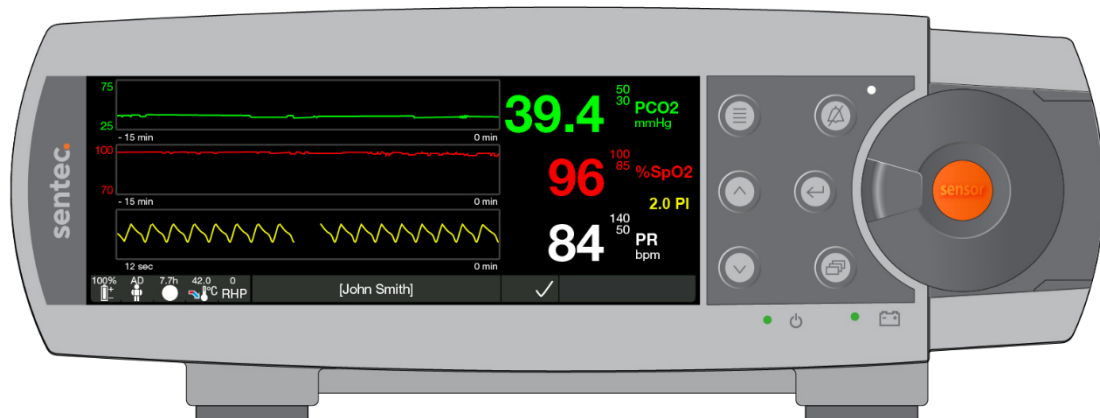 sentec.
75
25
- 15 min 0 min
39.4
50
30
PCO2
mmHg
100
70
- 15 min 0 min
96
100
85
%SpO2
2.0 PI
12 sec 0 min
84
140
50
PR
bpm
100% AD 7.7h 42.0 0
°C RHP
[John Smith]
sensor